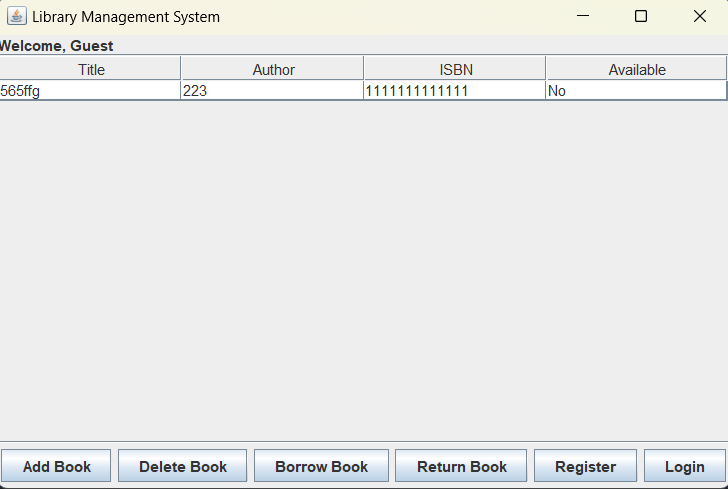 Library Management System
Welcome, Guest
Title Author ISBN Available
565ffg 223 1111111111111 No
Add Book Delete Book Borrow Book Return Book Register Login